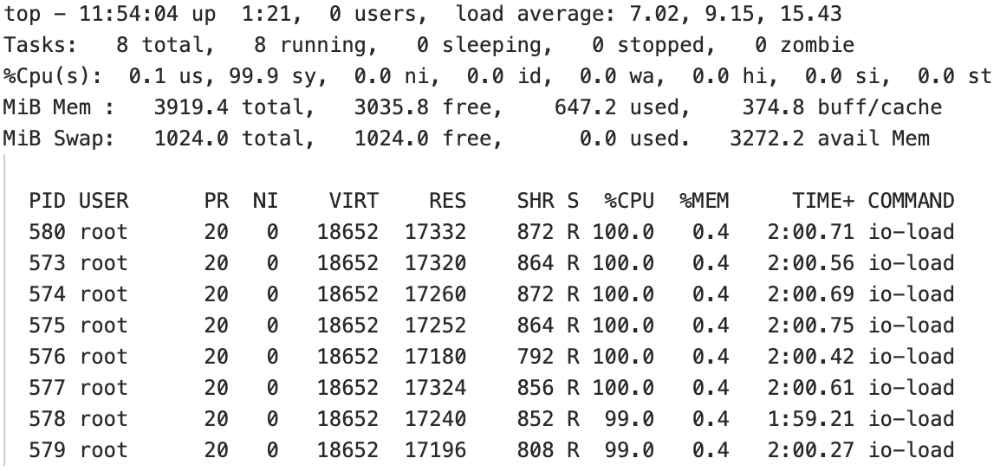 top - 11:54:04 up  1:21,  0 users,  load average: 7.02, 9.15, 15.43
Tasks:   8 total,   8 running,   0 sleeping,   0 stopped,   0 zombie
%Cpu(s):  0.1 us, 99.9 sy,  0.0 ni,  0.0 id,  0.0 wa,  0.0 hi,  0.0 si,  0.0 st
MiB Mem :   3919.4 total,   3035.8 free,    647.2 used,    374.8 buff/cache
MiB Swap:   1024.0 total,   1024.0 free,      0.0 used.   3272.2 avail Mem
PID USER      PR  NI    VIRT    RES    SHR S  %CPU  %MEM     TIME+ COMMAND
580 root      20   0   18652  17332    872 R 100.0   0.4   2:00.71 io-load
573 root      20   0   18652  17320    864 R 100.0   0.4   2:00.56 io-load
574 root      20   0   18652  17260    872 R 100.0   0.4   2:00.69 io-load
575 root      20   0   18652  17252    864 R 100.0   0.4   2:00.75 io-load
576 root      20   0   18652  17180    792 R 100.0   0.4   2:00.42 io-load
577 root      20   0   18652  17324    856 R 100.0   0.4   2:00.61 io-load
578 root      20   0   18652  17240    852 R  99.0   0.4   1:59.21 io-load
579 root      20   0   18652  17196    808 R  99.0   0.4   2:00.27 io-load